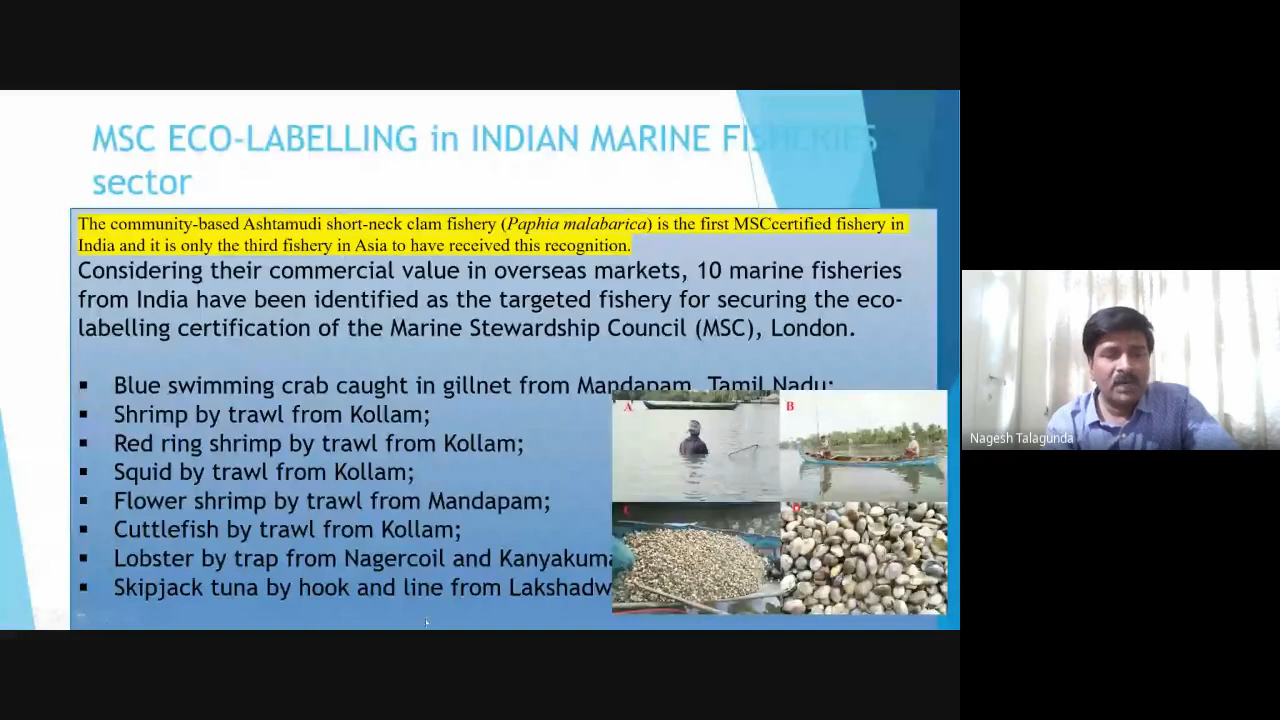 MSC ECO-LABELLING in INDIAN MARINE FISHERIES
sector
The community-based Ashtamudi short-neck clam fishery (Paphia malabarica) is the first MSCcertified fishery in
India and it is only the third fishery in Asia to have received this recognition.
Considering their commercial value in overseas markets, 10 marine fisheries
from India have been identified as the targeted fishery for securing the eco-
labelling certification of the Marine Stewardship Council (MSC), London.
▪ Blue swimming crab caught in gillnet from Mandapam, Tamil Nadu;
▪ Shrimp by trawl from Kollam;
▪ Red ring shrimp by trawl from Kollam;
▪ Squid by trawl from Kollam;
▪ Flower shrimp by trawl from Mandapam;
▪ Cuttlefish by trawl from Kollam;
▪ Lobster by trap from Nagercoil and Kanyakuma
▪ Skipjack tuna by hook and line from Lakshadw
A
B
C
D
Nagesh Talagunda